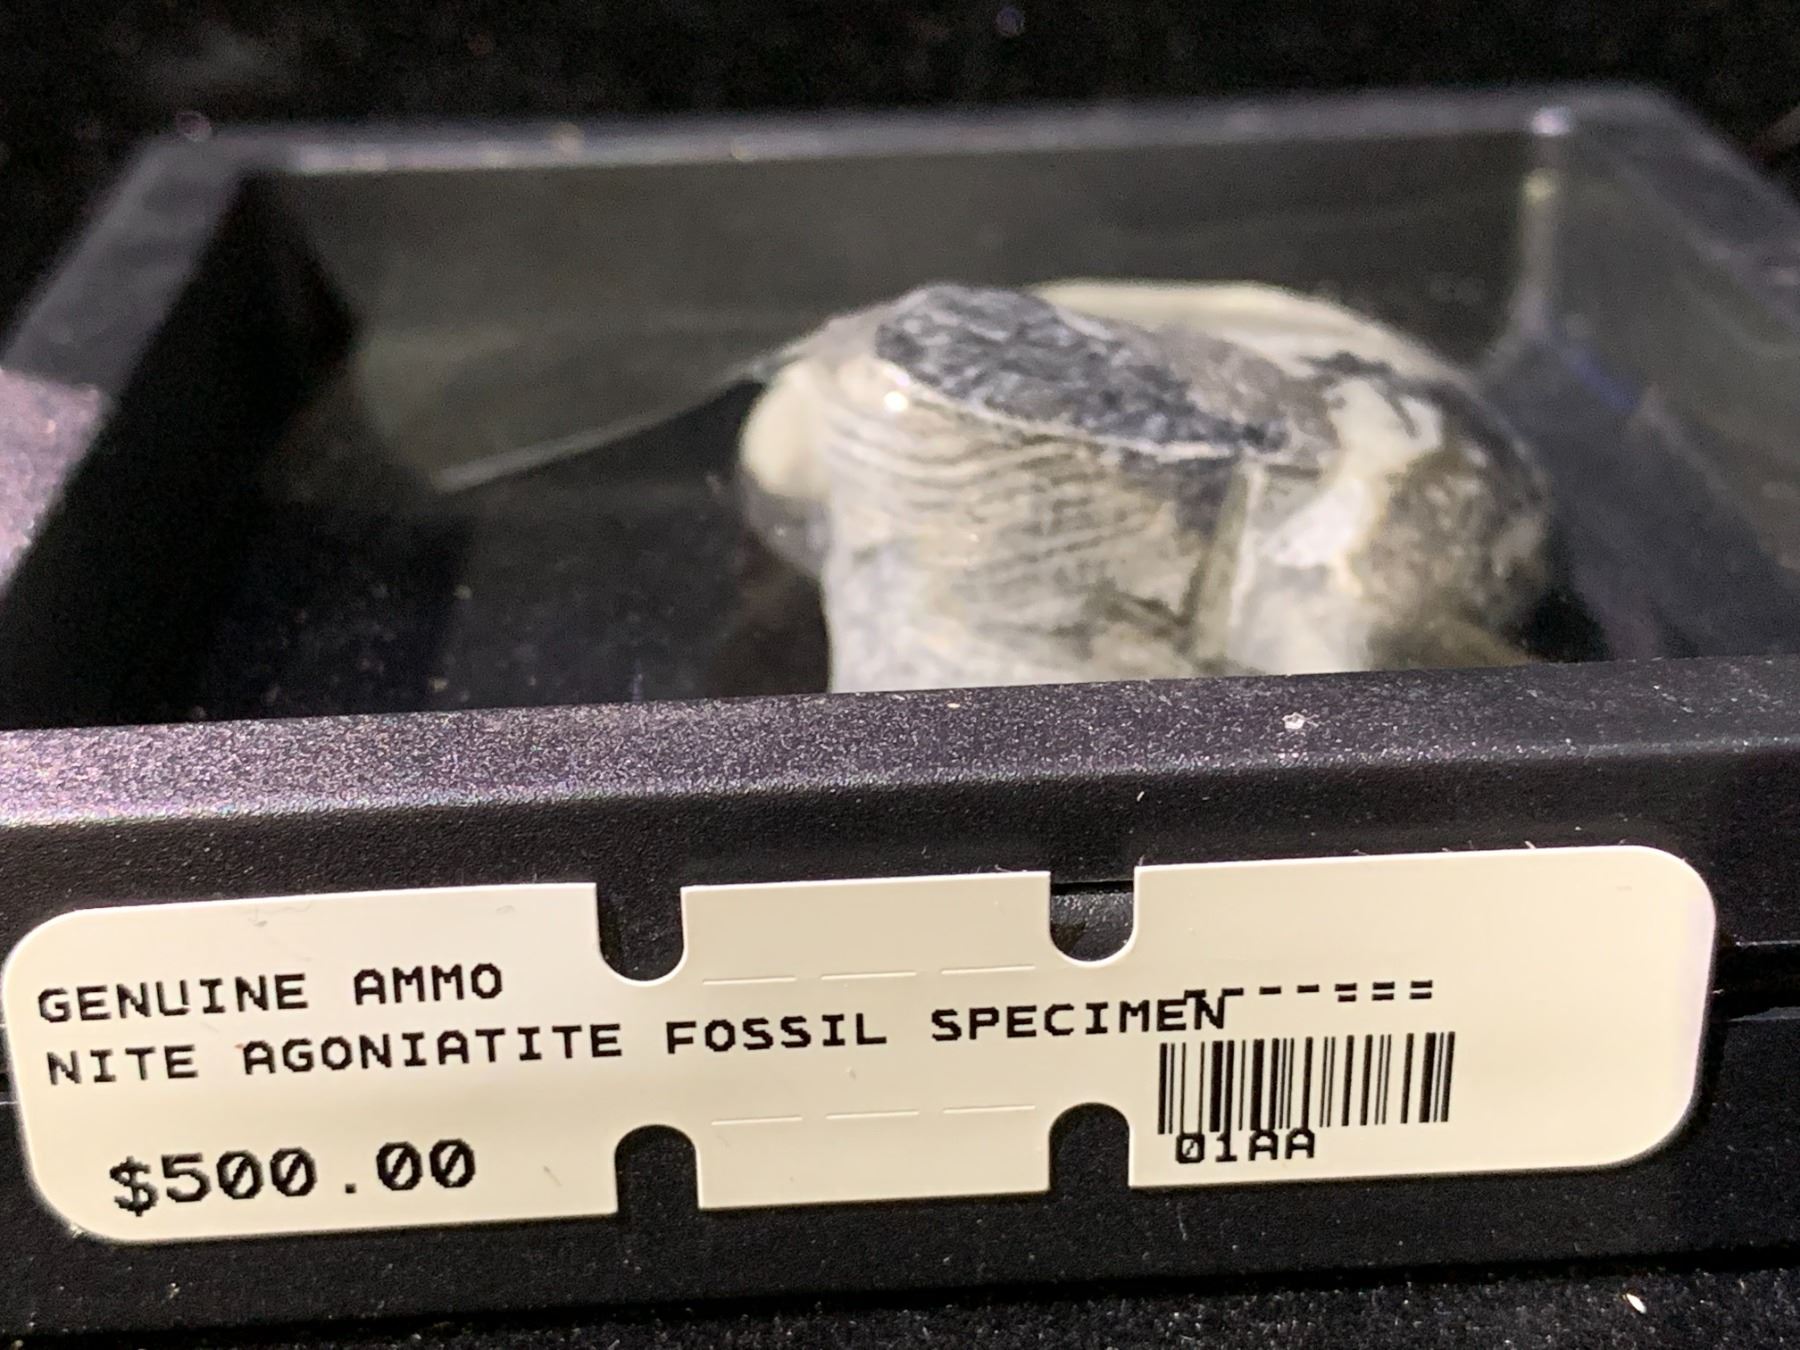 GENUINE AMMO
NITE AGONIATITE FOSSIL SPECIMEN
-----===
$500.00
01AA